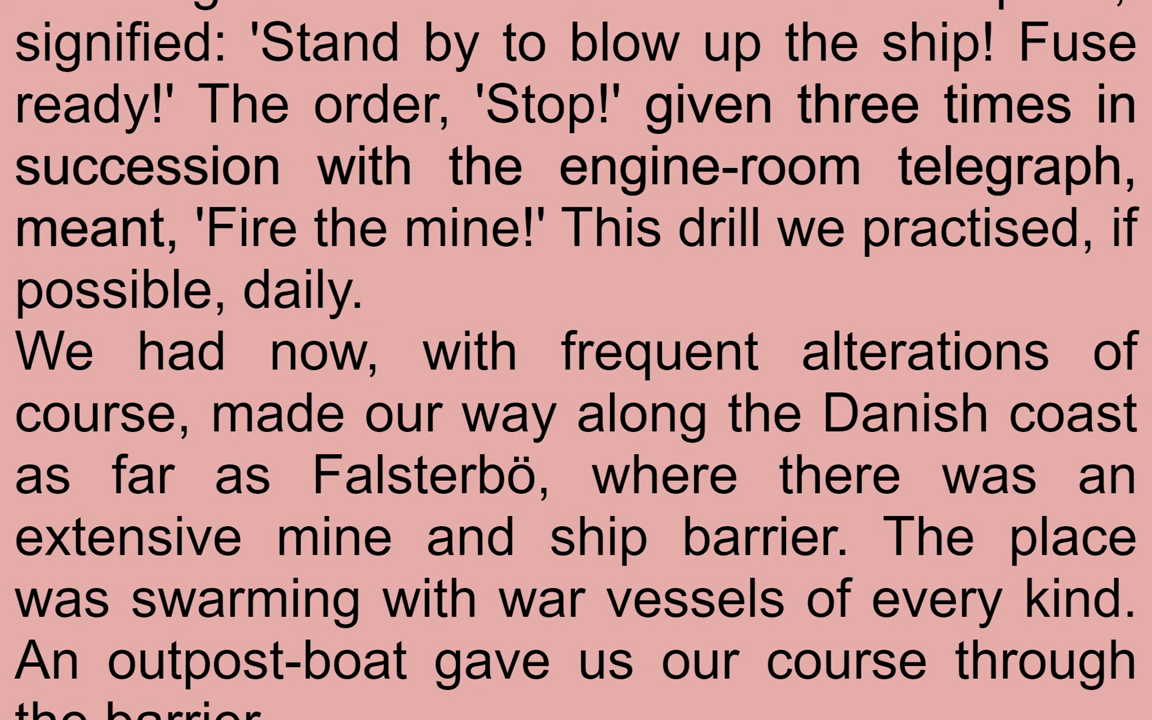 signified: 'Stand by to blow up the ship! Fuse
ready!' The order, 'Stop!' given three times in
succession with the engine-room telegraph,
meant, 'Fire the mine!' This drill we practised, if
possible, daily.
We had now, with frequent alterations of
course, made our way along the Danish coast
as far as Falsterbö, where there was an
extensive mine and ship barrier. The place
was swarming with war vessels of every kind.
An outpost-boat gave us our course through
the barrier.